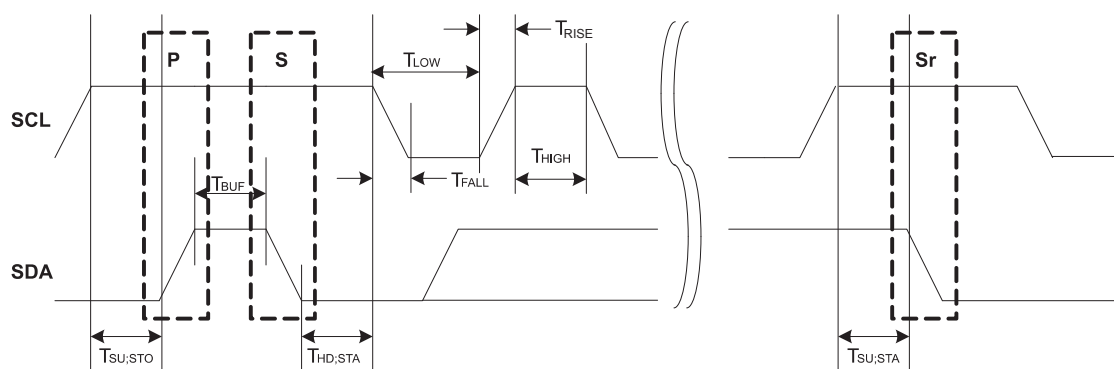 TRISE
P
S
TLOW
Sr
SCL
THIGH
TBUF
TFALL
SDA
TSU;STO
THD;STA
TSU;STA